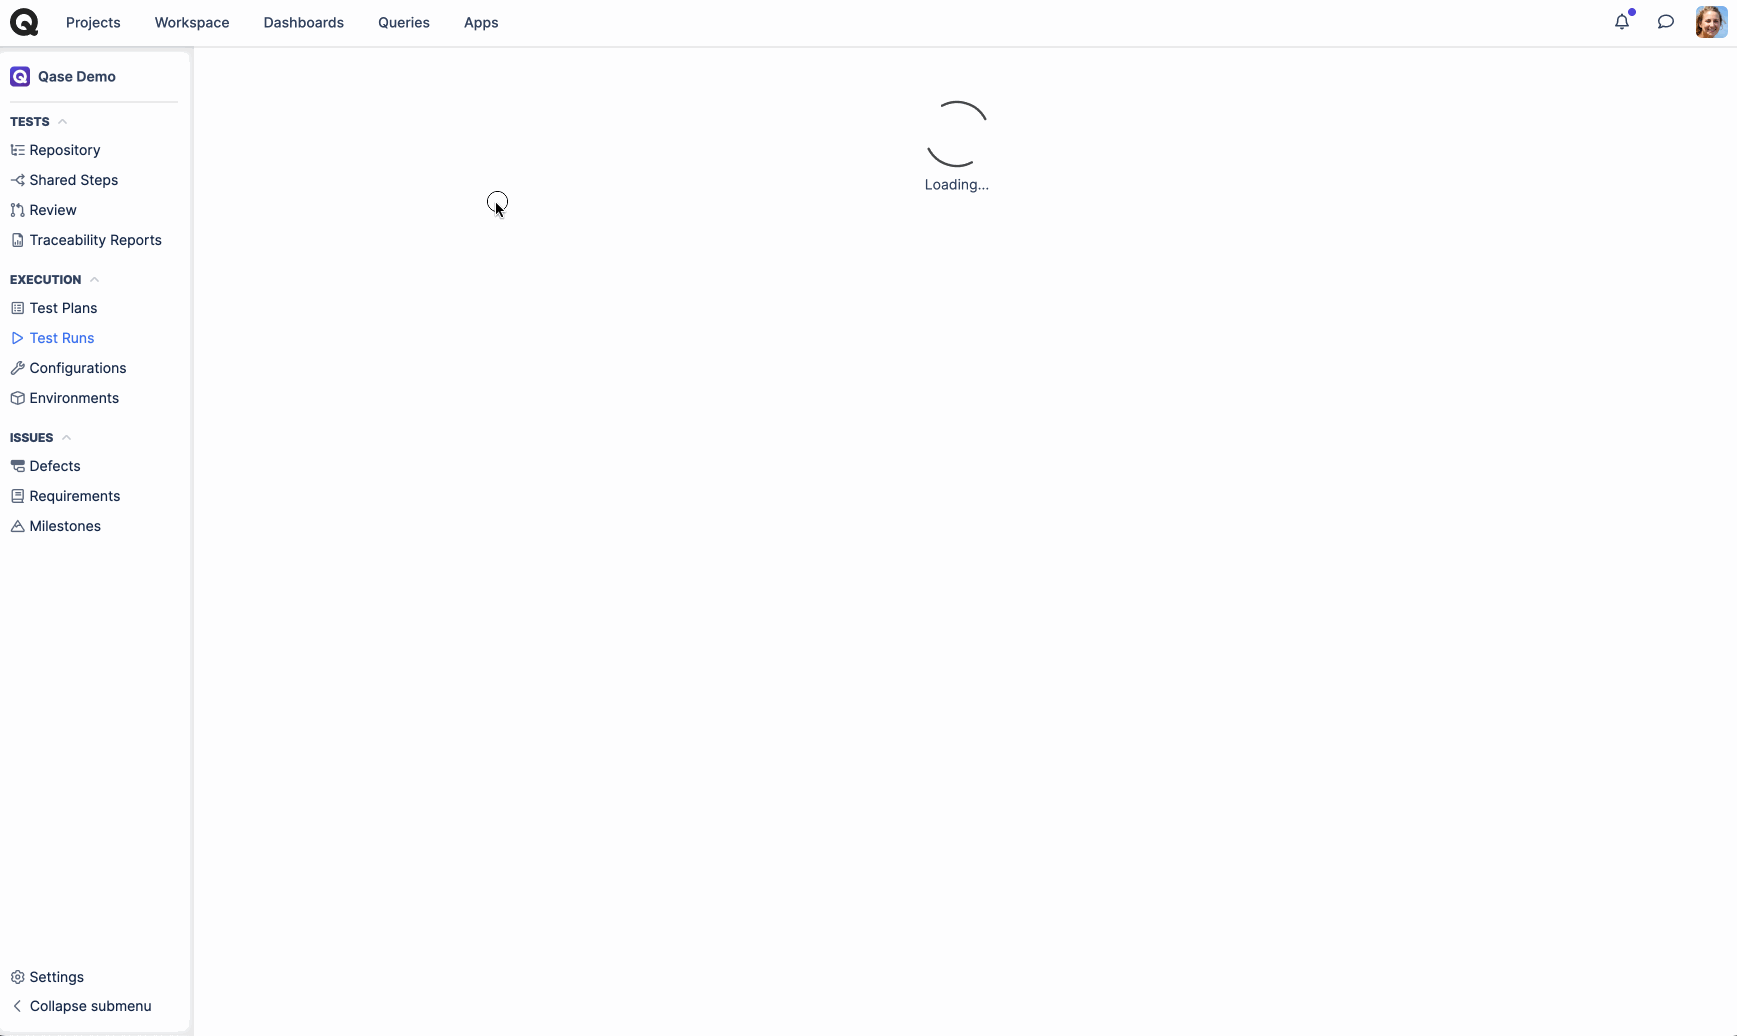 Projects Workspace Dashboards Queries Apps
Qase Demo
TESTS
Repository
Shared Steps
Review
Traceability Reports
EXECUTION
Test Plans
Test Runs
Configurations
Environments
ISSUES
Defects
Requirements
Milestones
Settings
Collapse submenu
Loading...